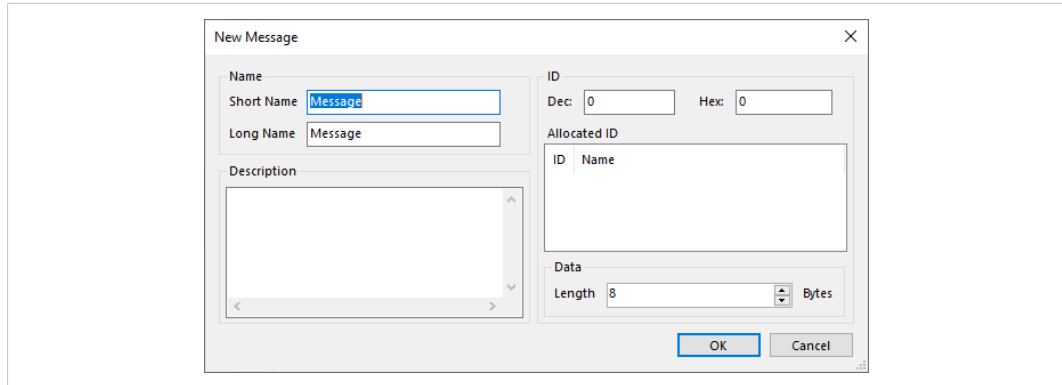 New Message
Name
Short Name Message
Long Name Message
Description
ID
Dec: 0 Hex: 0
Allocated ID
ID Name
Data
Length 8 Bytes
OK Cancel